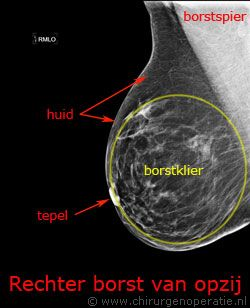 borstspier
RMLO
huid
borstklier
tepel
Rechter borst van opzij
© www.chirurgenoperatie.nl